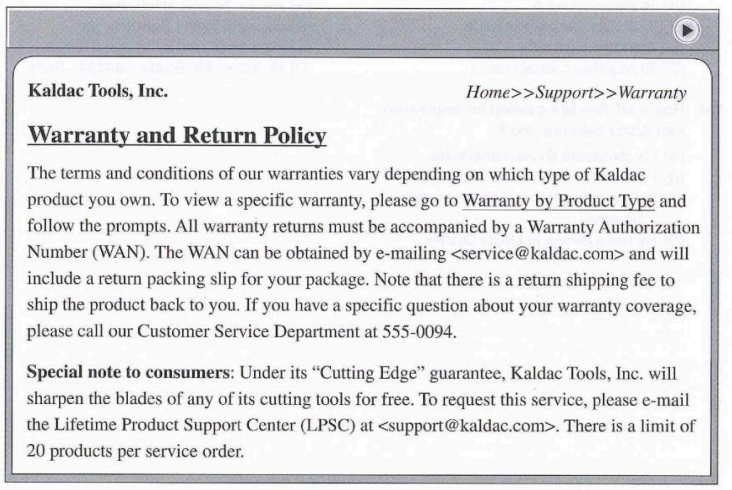 Kaldac Tools, Inc. Home>>Support>>Warranty
Warranty and Return Policy
The terms and conditions of our warranties vary depending on which type of Kaldac
product you own. To view a specific warranty, please go to Warranty by Product Type and
follow the prompts. All warranty returns must be accompanied by a Warranty Authorization
Number (WAN). The WAN can be obtained by e-mailing <service@kaldac.com> and will
include a return packing slip for your package. Note that there is a return shipping fee to
ship the product back to you. If you have a specific question about your warranty coverage,
please call our Customer Service Department at 555-0094.
Special note to consumers: Under its “Cutting Edge” guarantee, Kaldac Tools, Inc. will
sharpen the blades of any of its cutting tools for free. To request this service, please e-mail
the Lifetime Product Support Center (LPSC) at <support@kaldac.com>. There is a limit of
20 products per service order.